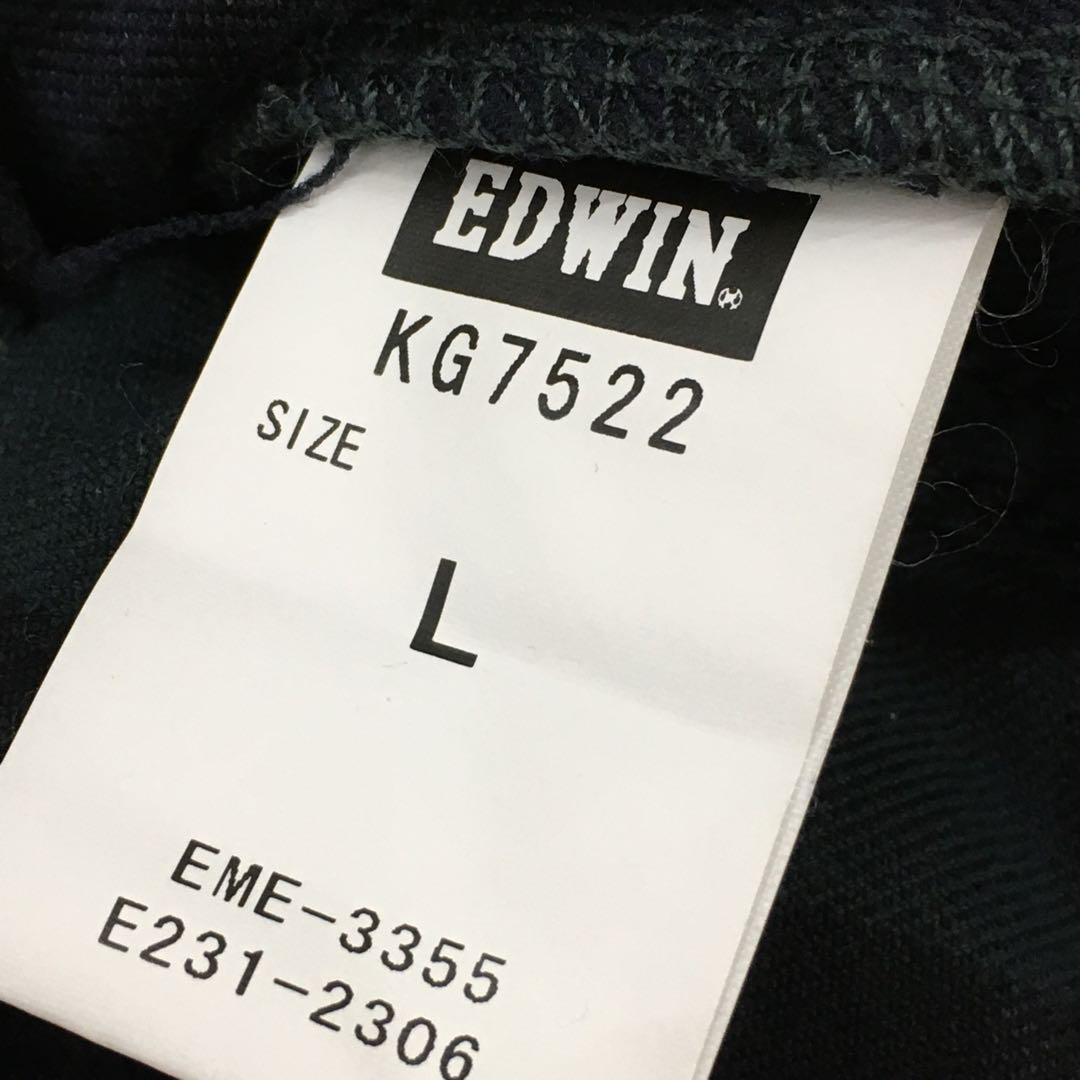 EDWIN
KG7522
SIZE
L
EME-3355
E231-2306